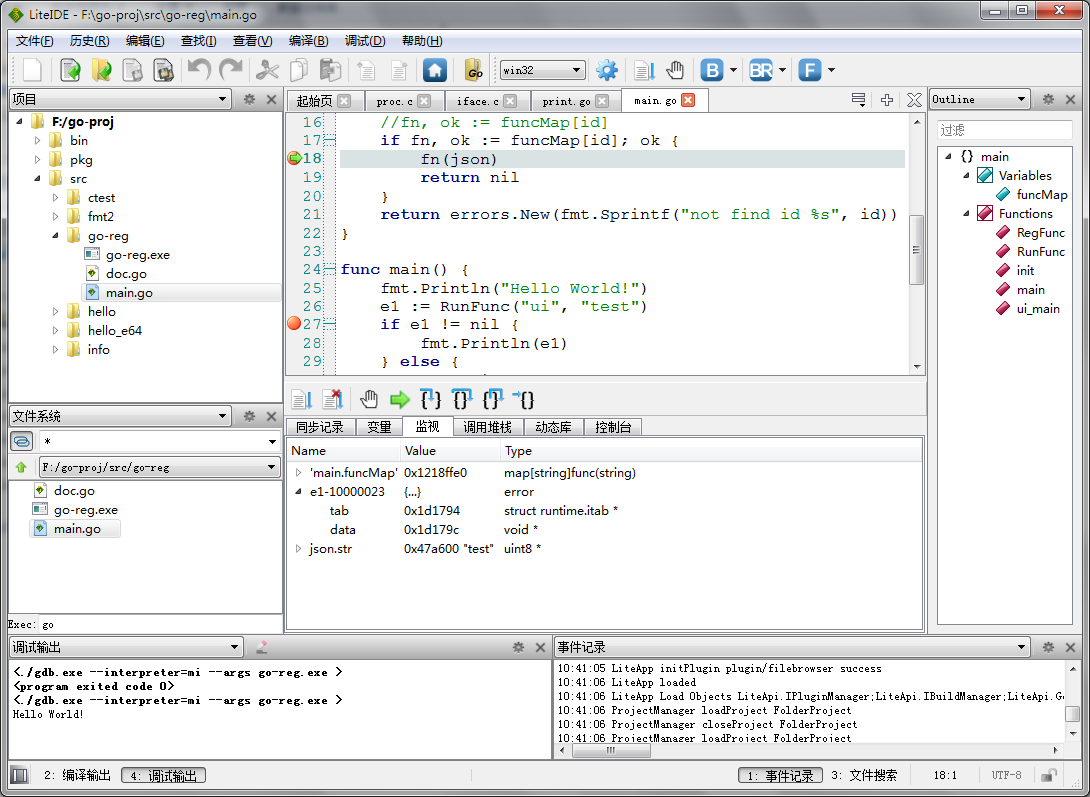 LiteIDE - F:\go-proj\src\go-reg\main.go
文件(F) 历史(R) 编辑(E) 查找(I) 查看(V) 编译(B) 调试(D) 帮助(H)
Go win32 B BR F
项目
F:/go-proj
bin
pkg
src
ctest
fmt2
go-reg
go-reg.exe
doc.go
main.go
hello
hello_e64
info
文件系统
*
F:/go-proj/src/go-reg
doc.go
go-reg.exe
main.go
Exec: go
起始页 proc.c iface.c print.go main.go
16 //fn, ok := funcMap[id]
17 if fn, ok := funcMap[id]; ok {
18 fn(json)
19 return nil
20 }
21 return errors.New(fmt.Sprintf("not find id %s", id))
22 }
23
24 func main() {
25 fmt.Println("Hello World!")
26 e1 := RunFunc("ui", "test")
27 if e1 != nil {
28 fmt.Println(e1)
29 } else {
同步记录 变量 监视 调用堆栈 动态库 控制台
Name Value Type
'main.funcMap' 0x1218ffe0 map[string]func(string)
e1-10000023 {...} error
tab 0x1d1794 struct runtime.itab *
data 0x1d179c void *
json.str 0x47a600 "test" uint8 *
Outline
过滤
{} main
Variables
funcMap
Functions
RegFunc
RunFunc
init
main
ui_main
调试输出
<./gdb.exe --interpreter=mi --args go-reg.exe >
<program exited code 0>
<./gdb.exe --interpreter=mi --args go-reg.exe >
Hello World!
事件记录
10:41:05 LiteApp initPlugin plugin/filebrowser success
10:41:06 LiteApp loaded
10:41:06 LiteApp Load Objects LiteApi.IPluginManager;LiteApi.IBuildManager;LiteApi.Go
10:41:06 ProjectManager loadProject FolderProject
10:41:06 ProjectManager closeProject FolderProject
10:41:06 ProjectManager loadProject FolderProject
2: 编译输出 4: 调试输出 1: 事件记录 3: 文件搜索 18:1 UTF-8